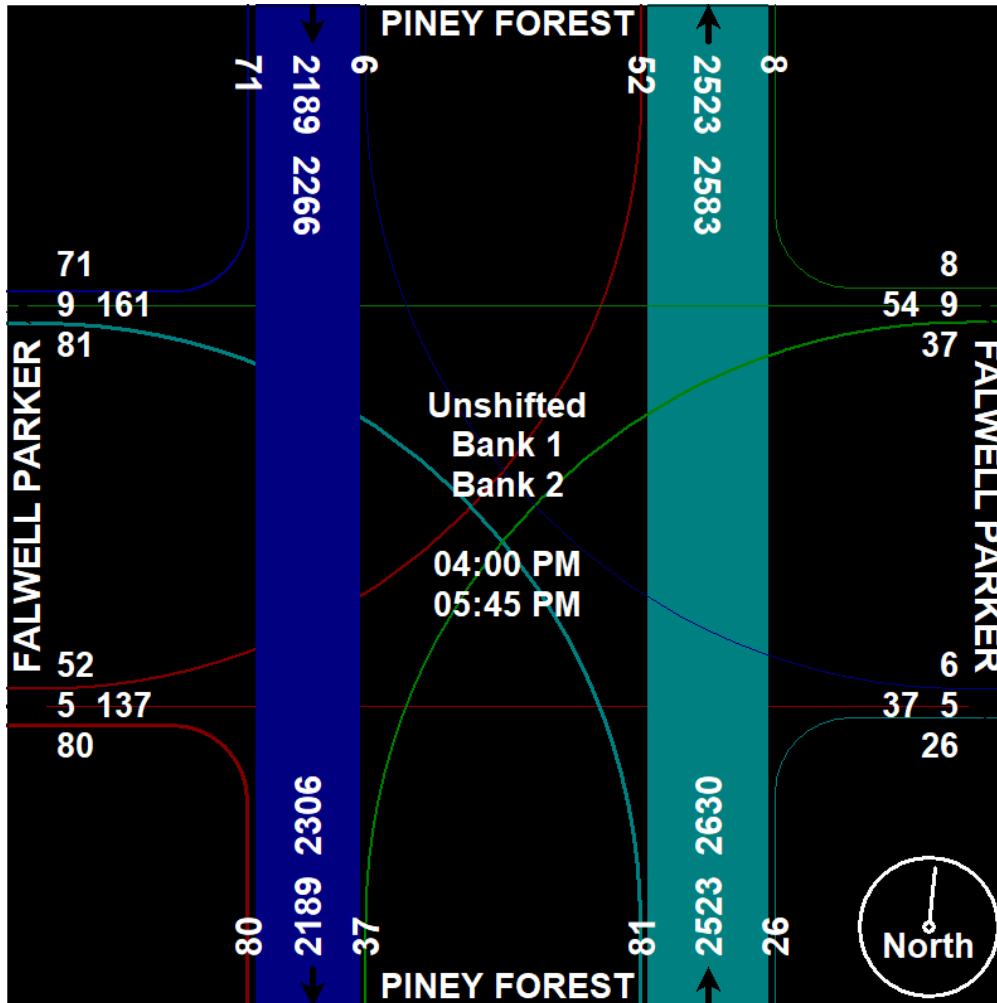 PINEY FOREST
71 2189 2266 6
52 2523 2583 8
71
9 161
81
8
54 9
37
FALWELL PARKER
FALWELL PARKER
Unshifted
Bank 1
Bank 2
04:00 PM
05:45 PM
52
5 137
80
6
37 5
26
80 2189 2306 37
81 2523 2630 26
North
PINEY FOREST